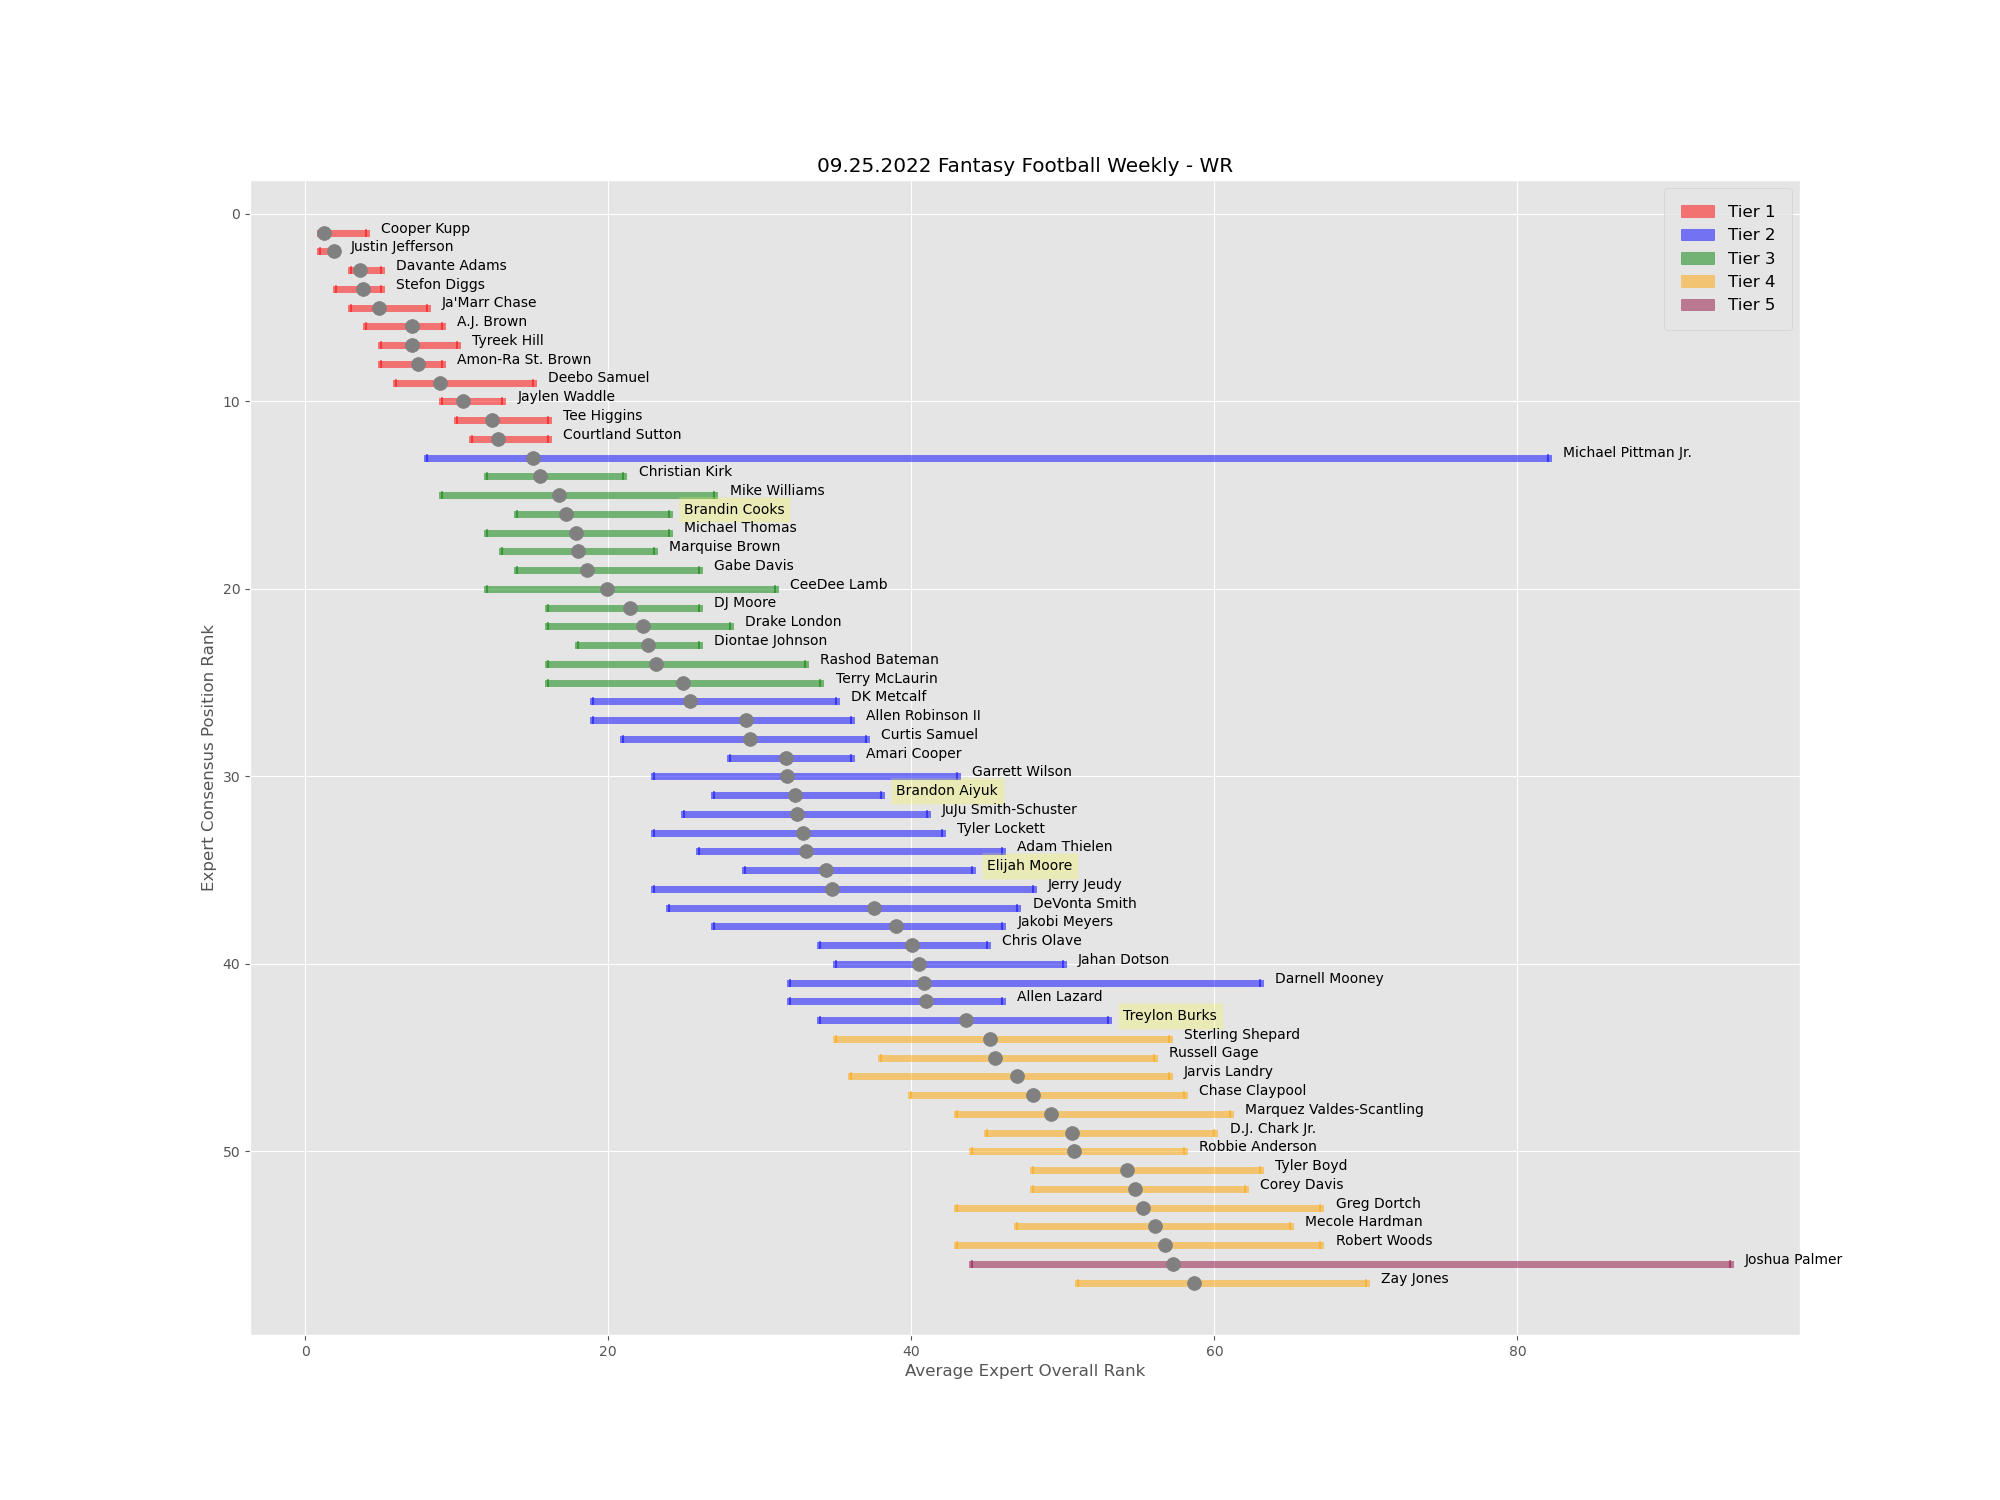 09.25.2022 Fantasy Football Weekly - WR
Tier 1
Tier 2
Tier 3
Tier 4
Tier 5
Expert Consensus Position Rank
0
10
20
30
40
50
Cooper Kupp
Justin Jefferson
Davante Adams
Stefon Diggs
Ja'Marr Chase
A.J. Brown
Tyreek Hill
Amon-Ra St. Brown
Deebo Samuel
Jaylen Waddle
Tee Higgins
Courtland Sutton
Michael Pittman Jr.
Christian Kirk
Mike Williams
Brandin Cooks
Michael Thomas
Marquise Brown
Gabe Davis
CeeDee Lamb
DJ Moore
Drake London
Diontae Johnson
Rashod Bateman
Terry McLaurin
DK Metcalf
Allen Robinson II
Curtis Samuel
Amari Cooper
Garrett Wilson
Brandon Aiyuk
JuJu Smith-Schuster
Tyler Lockett
Adam Thielen
Elijah Moore
Jerry Jeudy
DeVonta Smith
Jakobi Meyers
Chris Olave
Jahan Dotson
Darnell Mooney
Allen Lazard
Treylon Burks
Sterling Shepard
Russell Gage
Jarvis Landry
Chase Claypool
Marquez Valdes-Scantling
D.J. Chark Jr.
Robbie Anderson
Tyler Boyd
Corey Davis
Greg Dortch
Mecole Hardman
Robert Woods
Joshua Palmer
Zay Jones
0 20 40 60 80
Average Expert Overall Rank